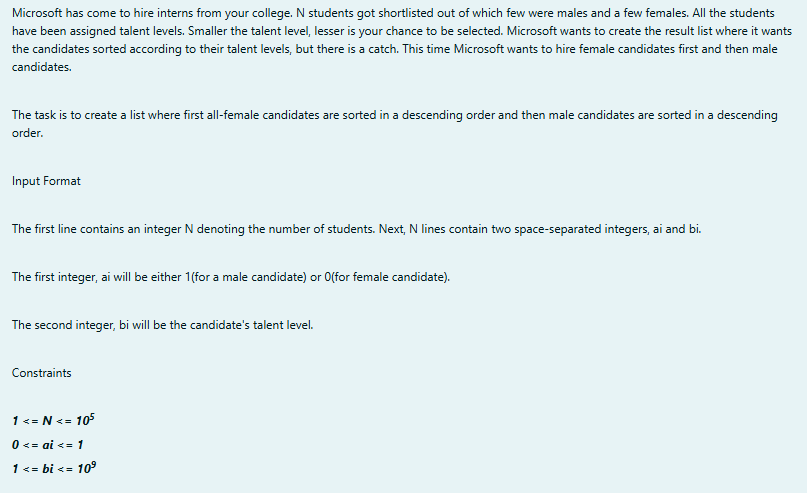 Microsoft has come to hire interns from your college. N students got shortlisted out of which few were males and a few females. All the students
have been assigned talent levels. Smaller the talent level, lesser is your chance to be selected. Microsoft wants to create the result list where it wants
the candidates sorted according to their talent levels, but there is a catch. This time Microsoft wants to hire female candidates first and then male
candidates.
The task is to create a list where first all-female candidates are sorted in a descending order and then male candidates are sorted in a descending
order.
Input Format
The first line contains an integer N denoting the number of students. Next, N lines contain two space-separated integers, ai and bi.
The first integer, ai will be either 1(for a male candidate) or 0(for female candidate).
The second integer, bi will be the candidate's talent level.
Constraints
1 <= N <= 10⁵
0 <= ai <= 1
1 <= bi <= 10⁹